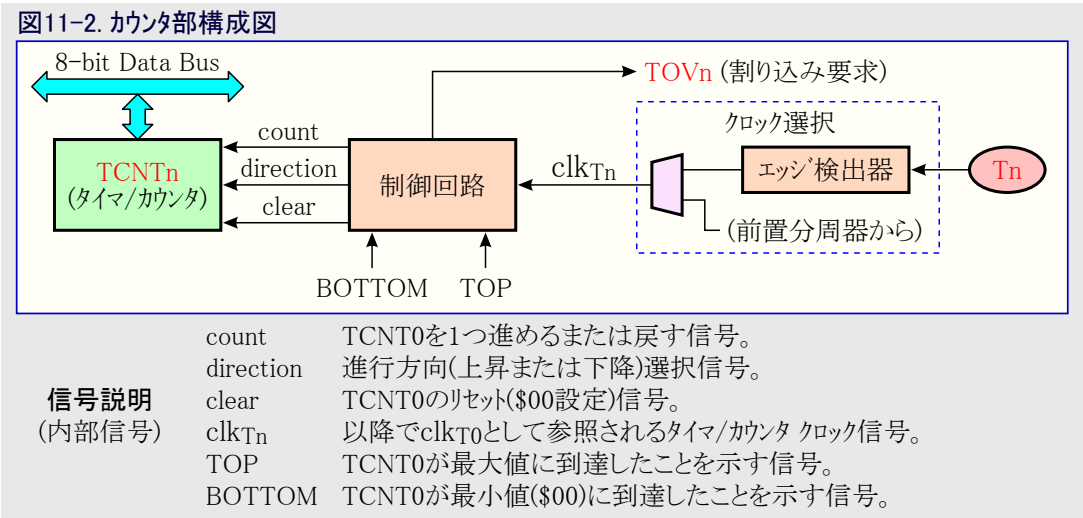 図11-2. カウンタ部構成図
8-bit Data Bus
TOVn (割り込み要求)
クロック選択
count
TCNTn
(タイマ/カウンタ)
direction
制御回路
clkTn
エッジ検出器
Tn
clear
(前置分周器から)
BOTTOM
TOP
count TCNT0を1つ進めるまたは戻す信号。
direction 進行方向(上昇または下降)選択信号。
信号説明 clear TCNT0のリセット($00設定)信号。
(内部信号) clkTn 以降でclkT0として参照されるタイマ/カウンタ クロック信号。
TOP TCNT0が最大値に到達したことを示す信号。
BOTTOM TCNT0が最小値($00)に到達したことを示す信号。